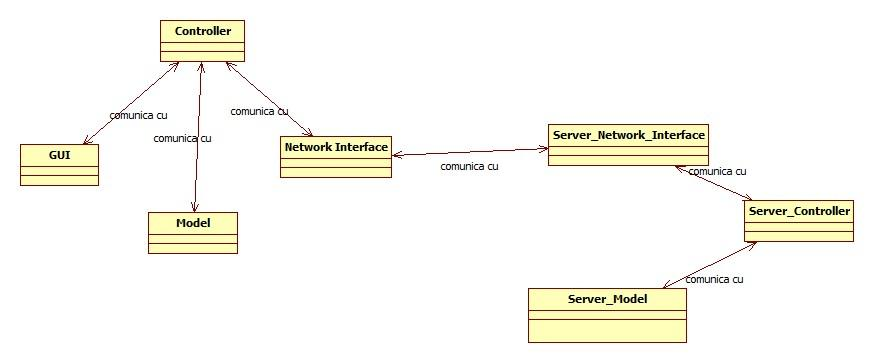 Controller
comunica cu
comunica cu
comunica cu
GUI
Network Interface
Server_Network_Interface
comunica cu
comunica cu
Model
Server_Controller
comunica cu
Server_Model